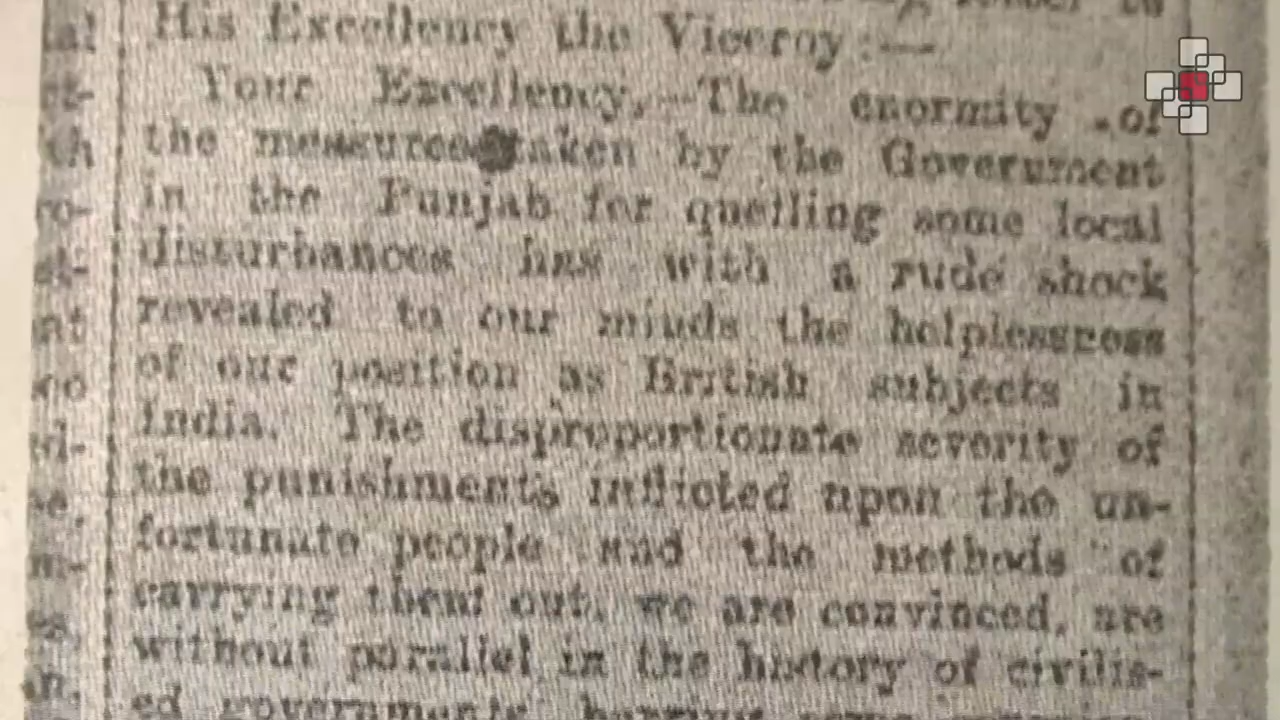 His Excellency the Viceroy :—
Your Excellency,—The enormity of
the measures taken by the Government
in the Punjab for quelling some local
disturbances has with a rude shock
revealed to our minds the helplessness
of our position as British subjects in
India. The disproportionate severity of
the punishments inflicted upon the un-
fortunate people and the methods of
carrying them out, we are convinced, are
without parallel in the history of civilis-
ed governments, barring some